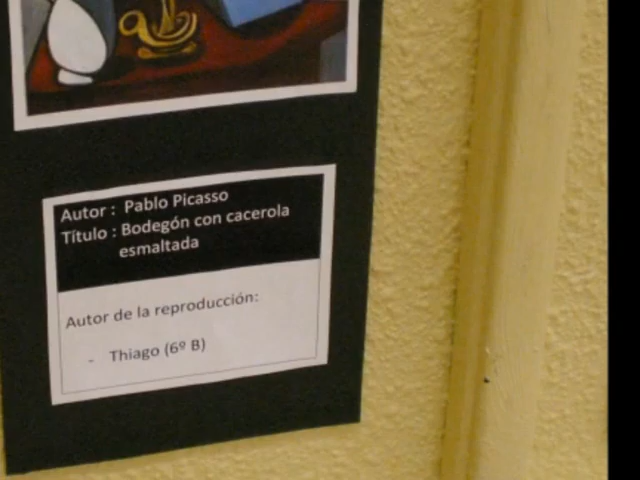 Autor : Pablo Picasso
Título : Bodegón con cacerola
esmaltada
Autor de la reproducción:
- Thiago (6º B)